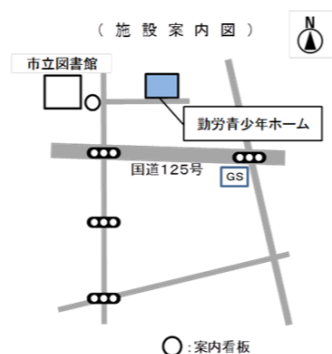 （施設案内図）
N
市立図書館
勤労青少年ホーム
国道125号
GS
◯:案内看板